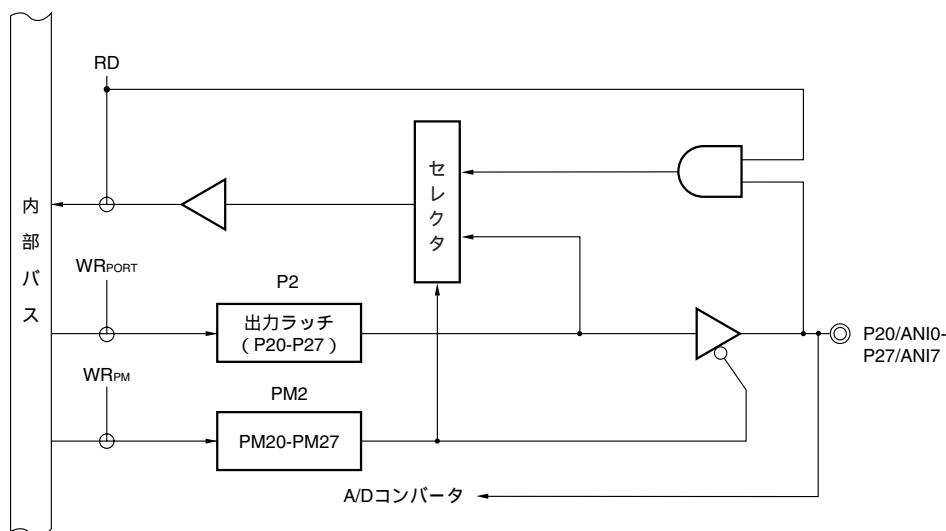 RD
セレクタ
内部バス
WRPORT
P2
出力ラッチ
(P20-P27)
P20/ANI0-
P27/ANI7
WRPM
PM2
PM20-PM27
A/Dコンバータ